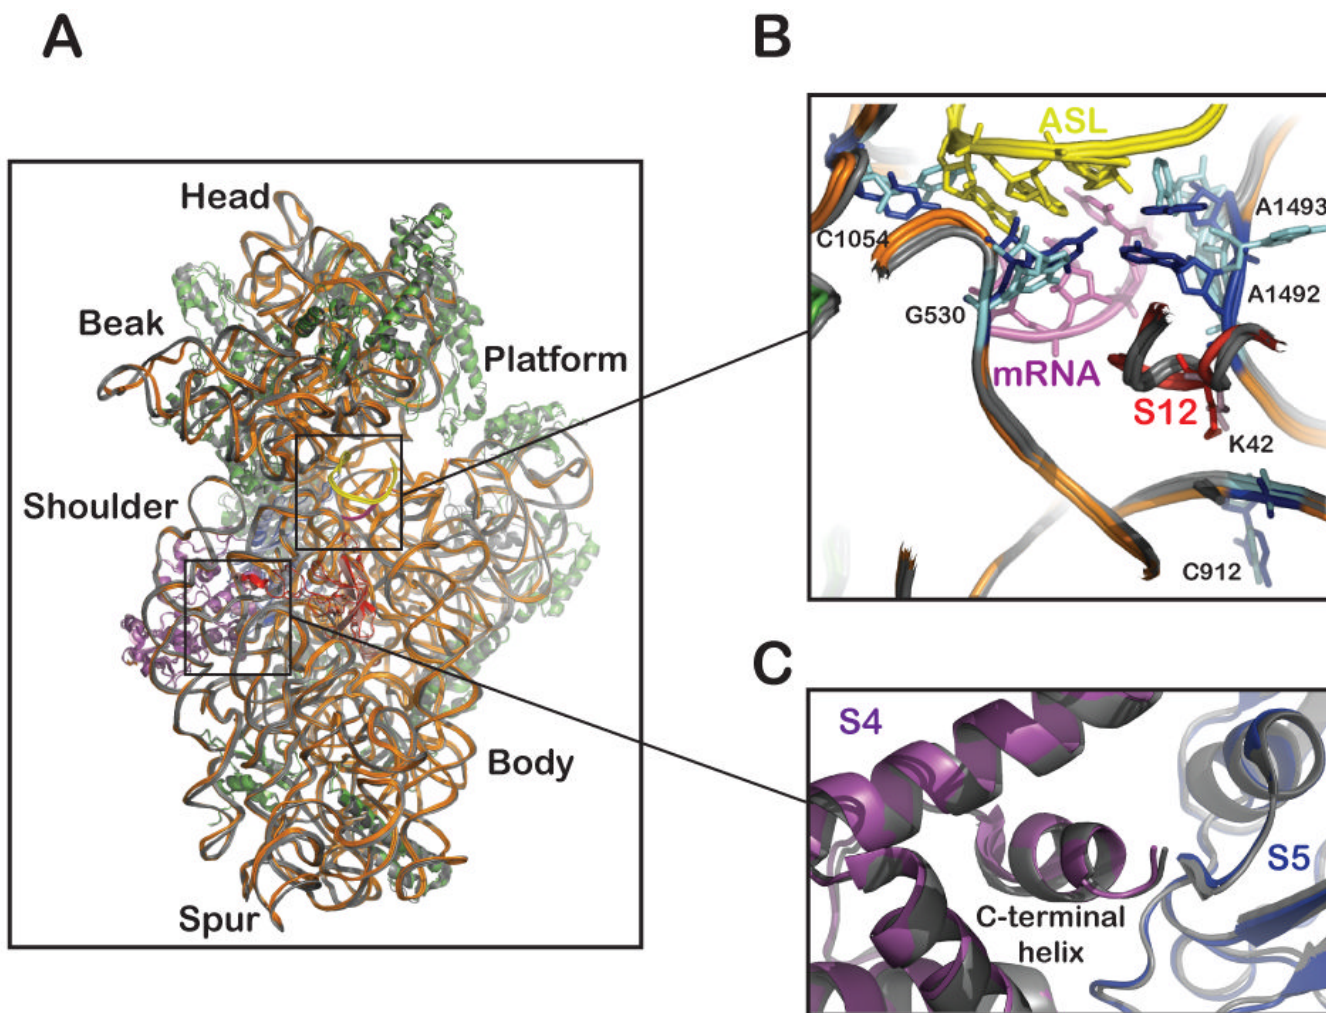 A
Head
Beak
Platform
Shoulder
Body
Spur
B
ASL
C1054
A1493
G530
A1492
mRNA
S12
K42
C912
C
S4
S5
C-terminal
helix